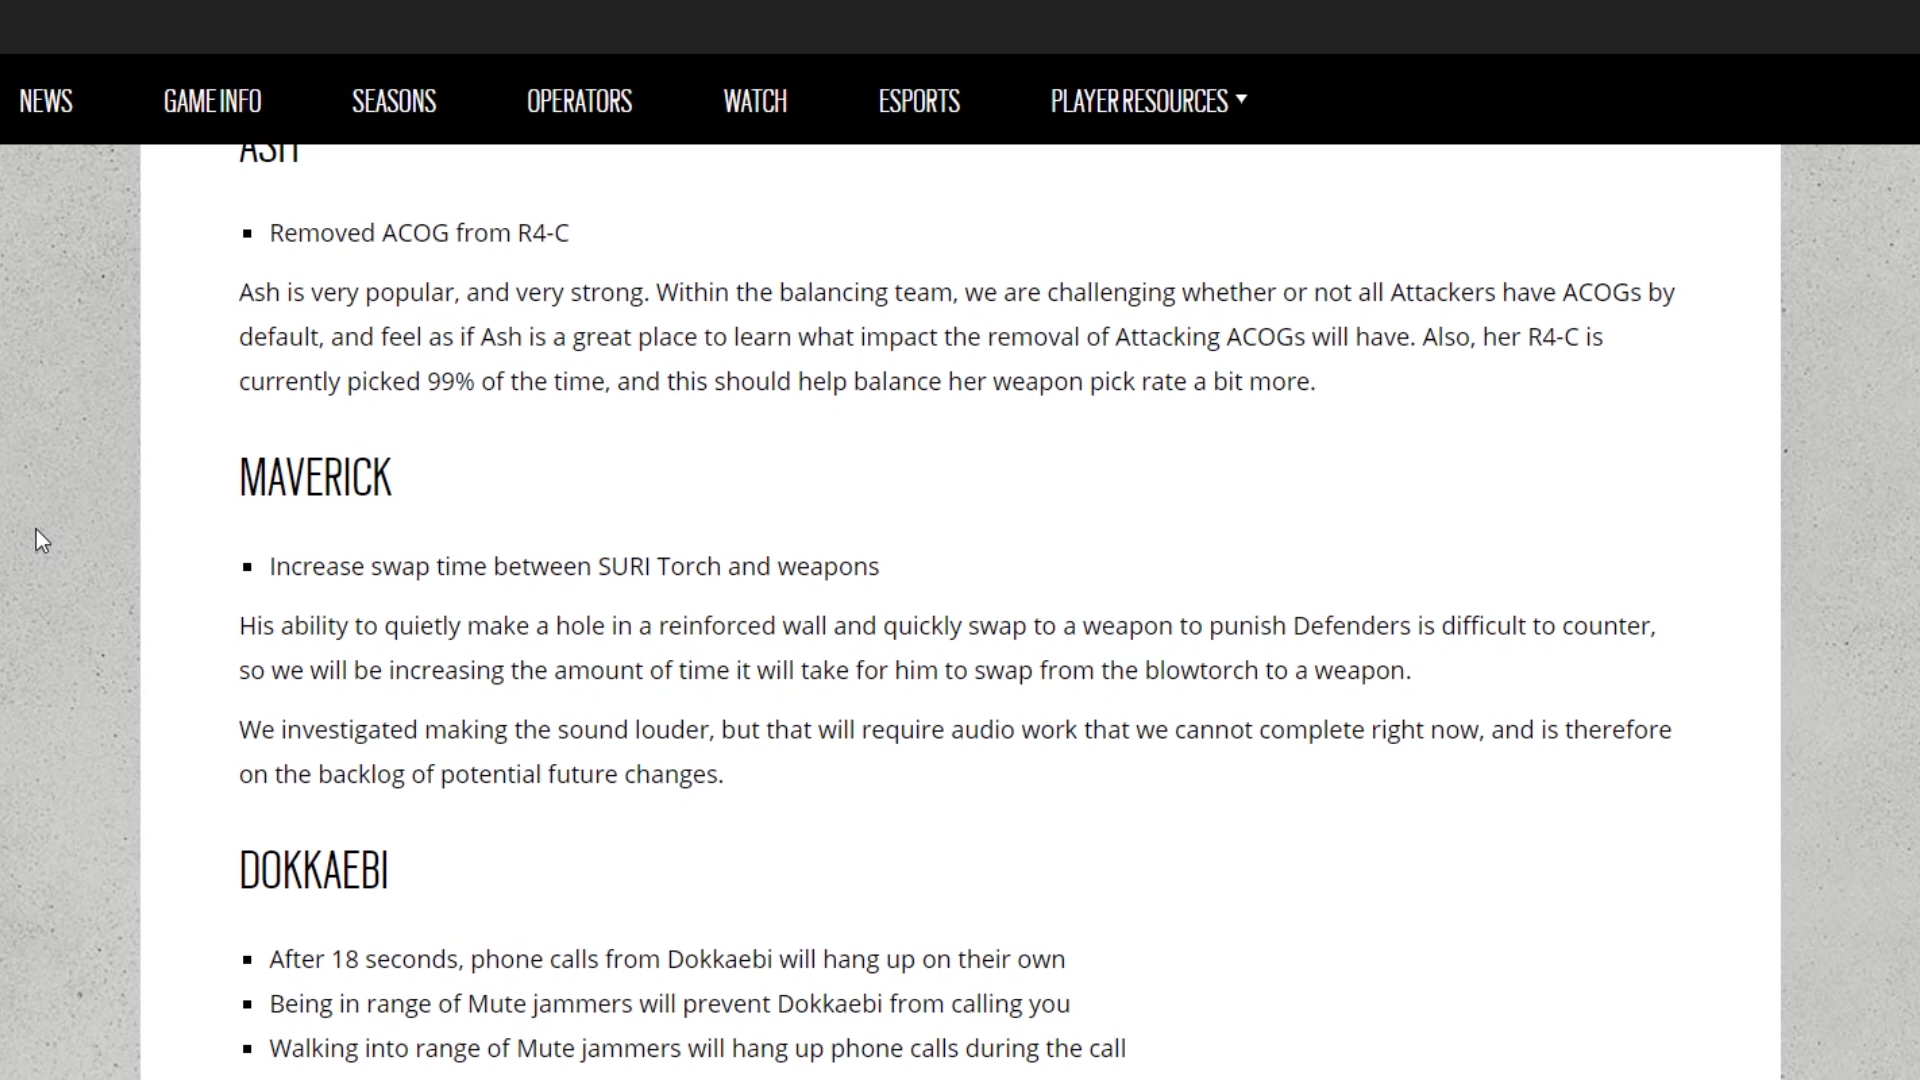 NEWS GAME INFO SEASONS OPERATORS WATCH ESPORTS PLAYER RESOURCES
ASH
Removed ACOG from R4-C
Ash is very popular, and very strong. Within the balancing team, we are challenging whether or not all Attackers have ACOGs by
default, and feel as if Ash is a great place to learn what impact the removal of Attacking ACOGs will have. Also, her R4-C is
currently picked 99% of the time, and this should help balance her weapon pick rate a bit more.
MAVERICK
Increase swap time between SURI Torch and weapons
His ability to quietly make a hole in a reinforced wall and quickly swap to a weapon to punish Defenders is difficult to counter,
so we will be increasing the amount of time it will take for him to swap from the blowtorch to a weapon.
We investigated making the sound louder, but that will require audio work that we cannot complete right now, and is therefore
on the backlog of potential future changes.
DOKKAEBI
After 18 seconds, phone calls from Dokkaebi will hang up on their own
Being in range of Mute jammers will prevent Dokkaebi from calling you
Walking into range of Mute jammers will hang up phone calls during the call